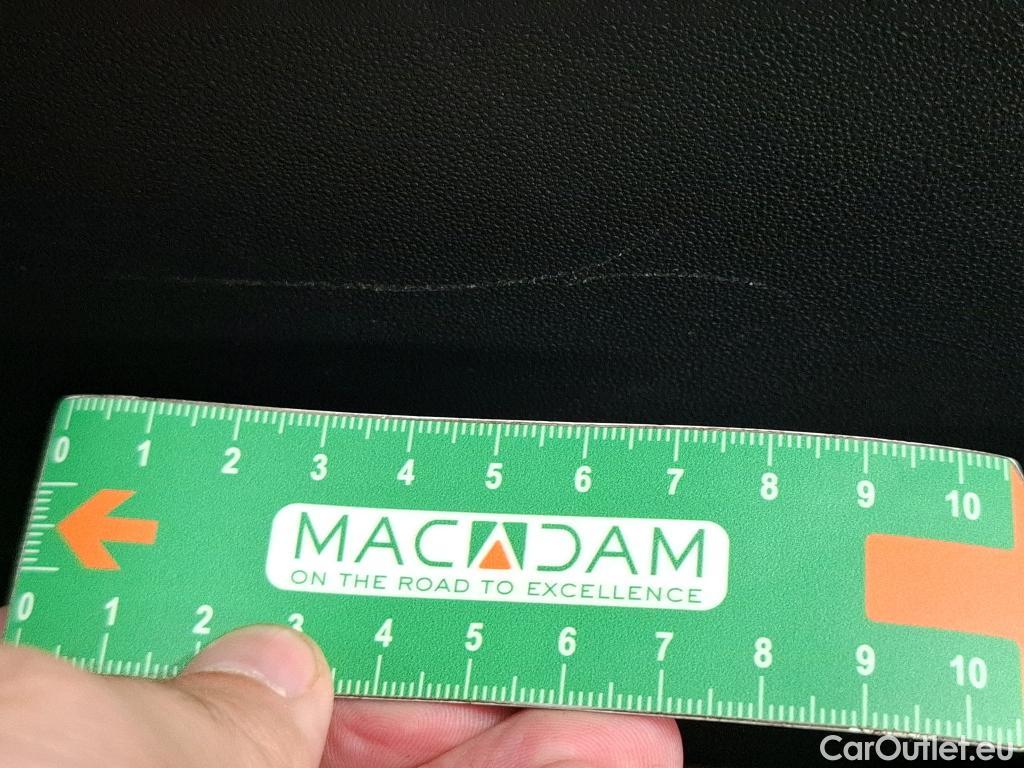 0 1 2 3 4 5 6 7 8 9 10
MACADAM
ON THE ROAD TO EXCELLENCE
0 1 2 3 4 5 6 7 8 9 10
CarOutlet.eu